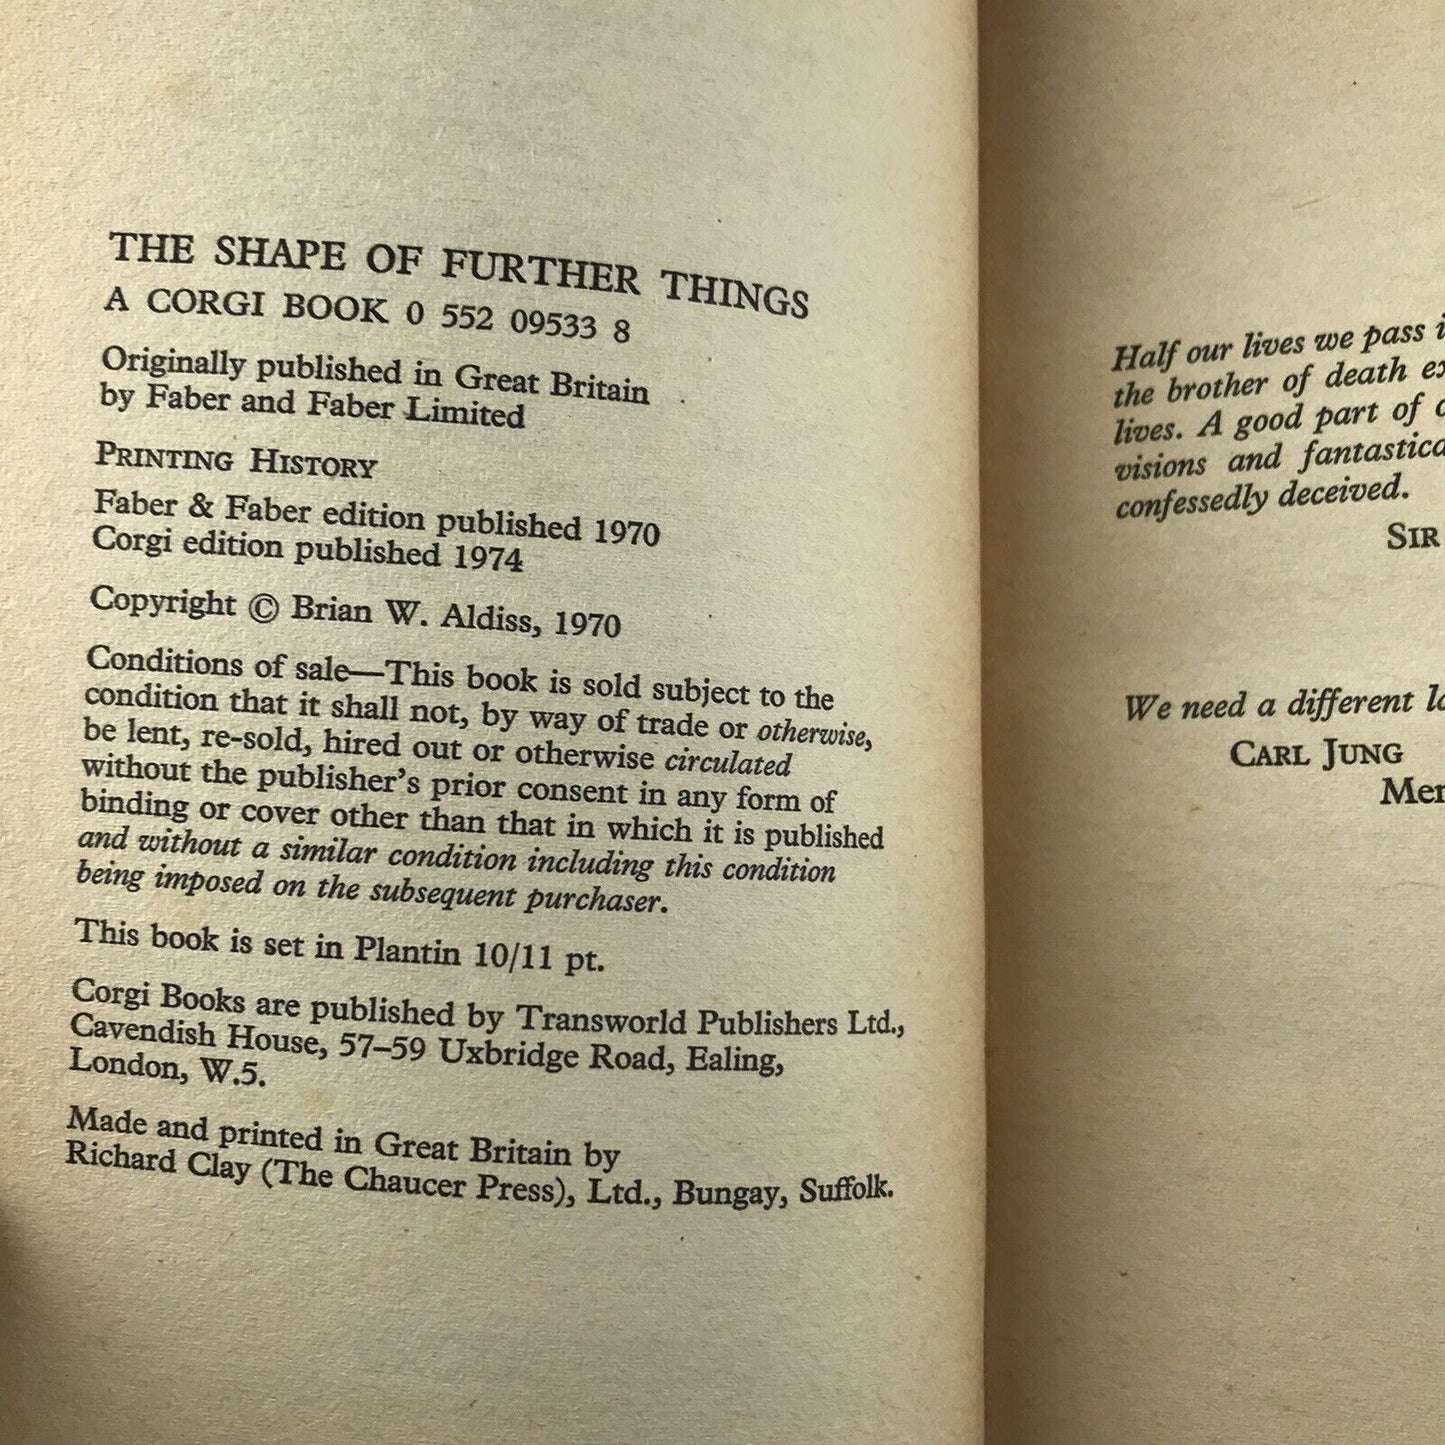 THE SHAPE OF FURTHER THINGS
A CORGI BOOK 0 552 09533 8
Originally published in Great Britain
by Faber and Faber Limited
PRINTING HISTORY
Faber & Faber edition published 1970
Corgi edition published 1974
Copyright © Brian W. Aldiss, 1970
Conditions of sale—This book is sold subject to the
condition that it shall not, by way of trade or otherwise,
be lent, re-sold, hired out or otherwise circulated
without the publisher's prior consent in any form of
binding or cover other than that in which it is published
and without a similar condition including this condition
being imposed on the subsequent purchaser.
This book is set in Plantin 10/11 pt.
Corgi Books are published by Transworld Publishers Ltd.,
Cavendish House, 57–59 Uxbridge Road, Ealing,
London, W.5.
Made and printed in Great Britain by
Richard Clay (The Chaucer Press), Ltd., Bungay, Suffolk.
Half our lives we pass
the brother of death
lives. A good part of
visions and
confessedly deceived.
SIR
We need a different
CARL JUNG